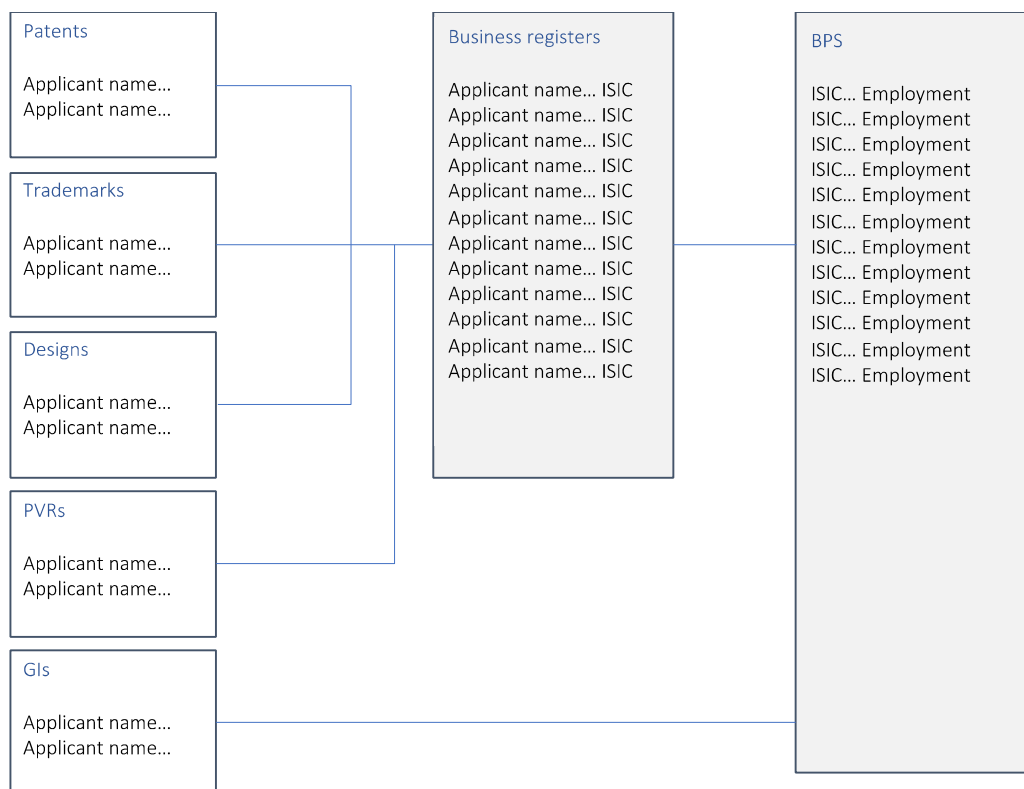 Patents
Applicant name...
Applicant name...
Trademarks
Applicant name...
Applicant name...
Designs
Applicant name...
Applicant name...
PVRs
Applicant name...
Applicant name...
GIs
Applicant name...
Applicant name...
Business registers
Applicant name... ISIC
Applicant name... ISIC
Applicant name... ISIC
Applicant name... ISIC
Applicant name... ISIC
Applicant name... ISIC
Applicant name... ISIC
Applicant name... ISIC
Applicant name... ISIC
Applicant name... ISIC
Applicant name... ISIC
Applicant name... ISIC
BPS
ISIC... Employment
ISIC... Employment
ISIC... Employment
ISIC... Employment
ISIC... Employment
ISIC... Employment
ISIC... Employment
ISIC... Employment
ISIC... Employment
ISIC... Employment
ISIC... Employment
ISIC... Employment